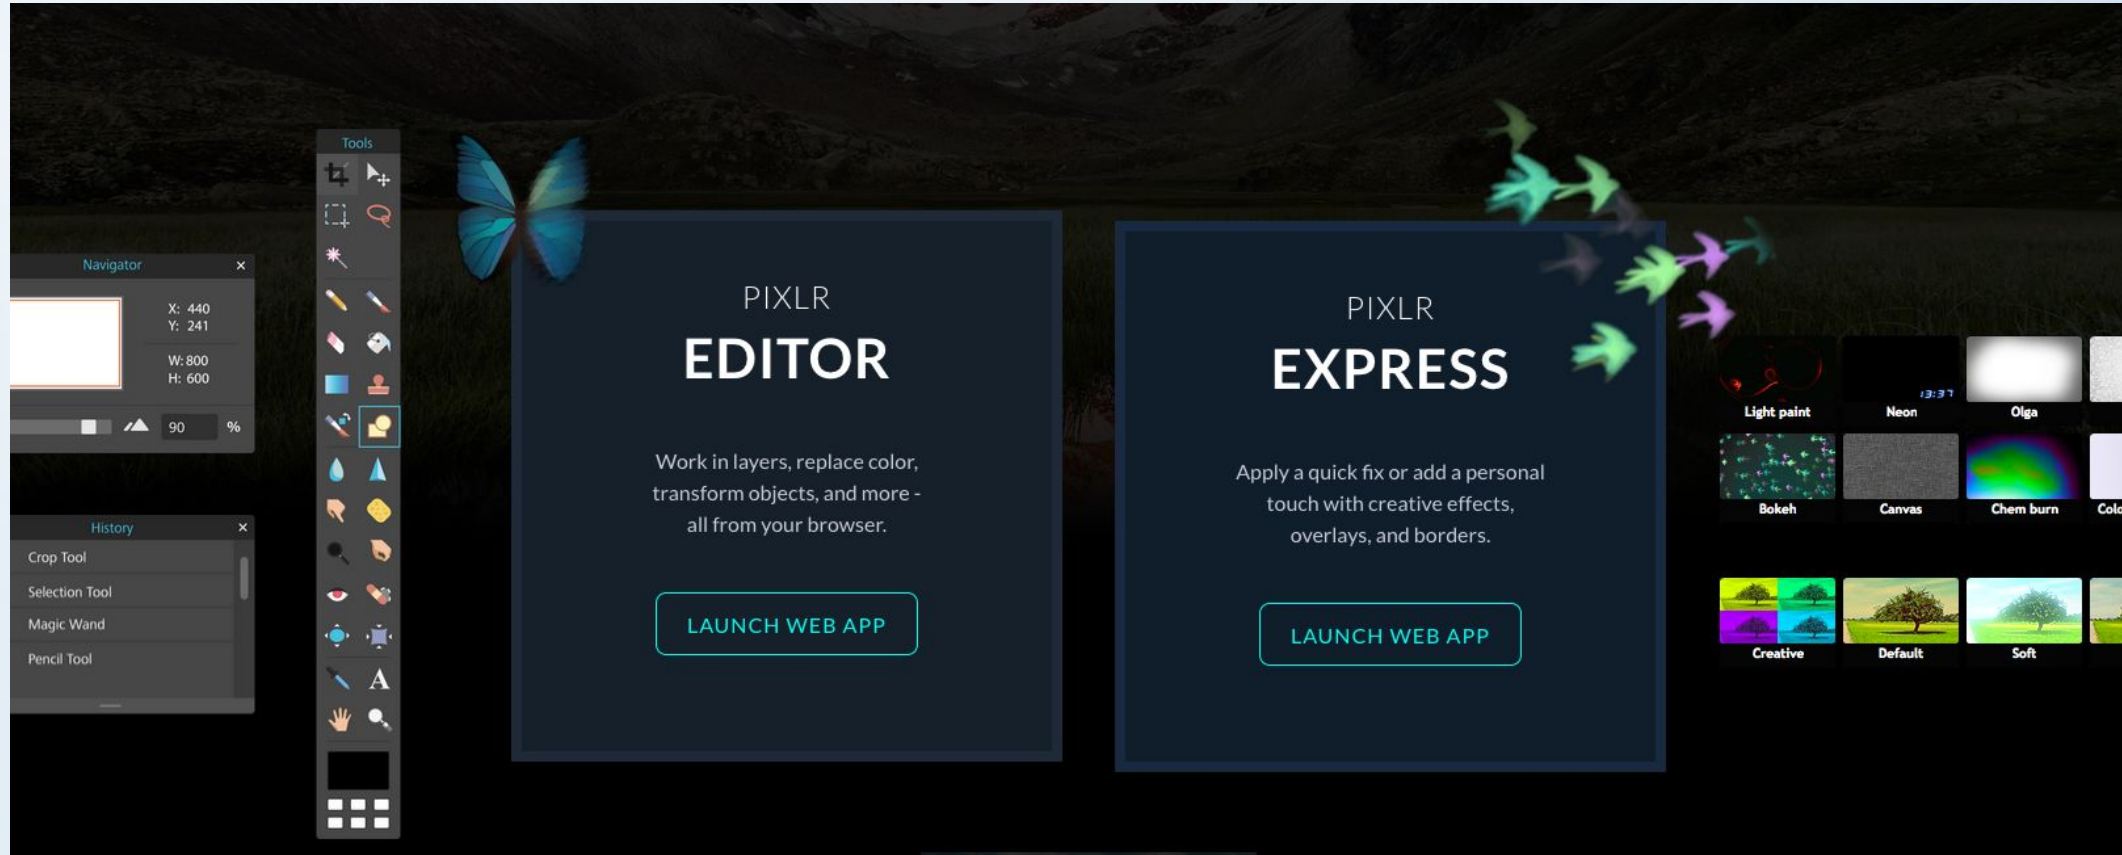 Navigator
X: 440
Y: 241
W: 800
H: 600
90 %
History
Crop Tool
Selection Tool
Magic Wand
Pencil Tool
Tools
A
PIXLR
EDITOR
Work in layers, replace color,
transform objects, and more -
all from your browser.
LAUNCH WEB APP
PIXLR
EXPRESS
Apply a quick fix or add a personal
touch with creative effects,
overlays, and borders.
LAUNCH WEB APP
13:37
Light paint Neon Olga
Bokeh Canvas Chem burn
Creative Default Soft